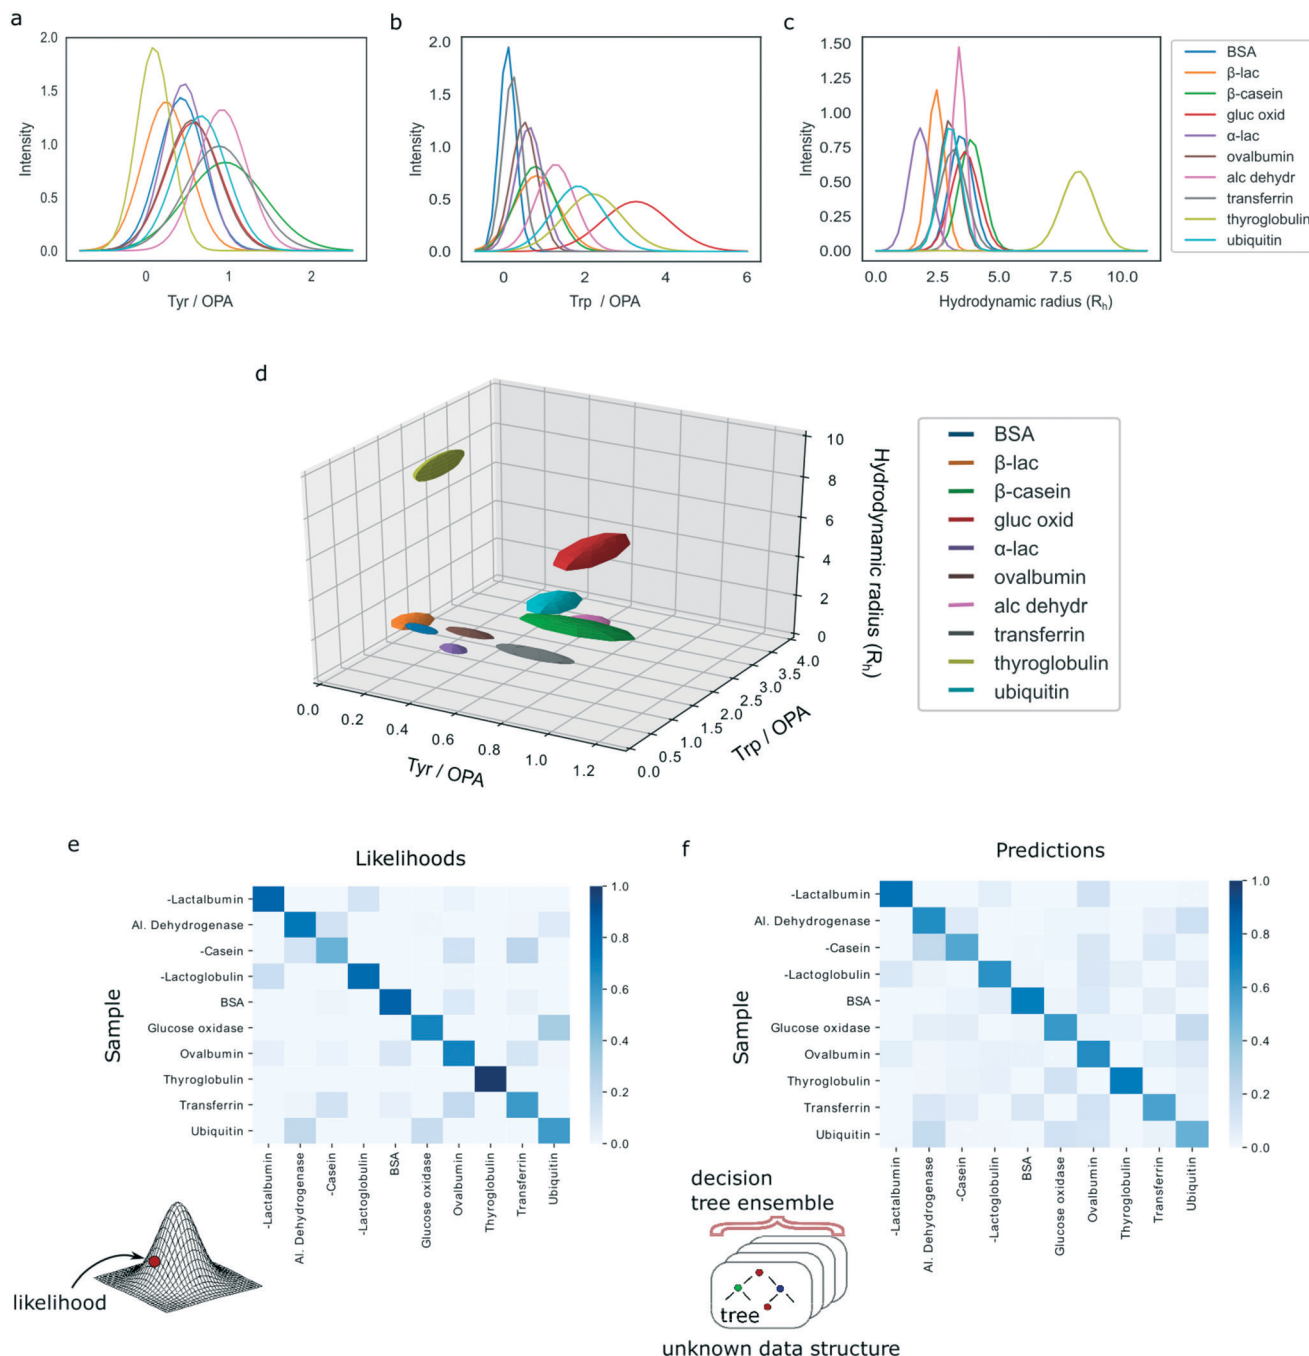 a
2.0
1.5
1.0
0.5
0.0
Intensity
0
1
2
Tyr / OPA
b
2.0
1.5
1.0
0.5
0.0
Intensity
0
2
4
6
Trp / OPA
c
1.50
1.25
1.00
0.75
0.50
0.25
0.00
Intensity
0.0
2.5
5.0
7.5
10.0
Hydrodynamic radius (Rh)
BSA
β-lac
β-casein
gluc oxid
α-lac
ovalbumin
alc dehydr
transferrin
thyroglobulin
ubiquitin
d
10
8
6
4
2
0
Hydrodynamic radius (Rh)
4.0
3.5
3.0
2.5
2.0
1.5
1.0
0.5
0.0
Trp / OPA
0.0
0.2
0.4
0.6
0.8
1.0
1.2
Tyr / OPA
BSA
β-lac
β-casein
gluc oxid
α-lac
ovalbumin
alc dehydr
transferrin
thyroglobulin
ubiquitin
e
Likelihoods
Sample
-Lactalbumin
Al. Dehydrogenase
-Casein
-Lactoglobulin
BSA
Glucose oxidase
Ovalbumin
Thyroglobulin
Transferrin
Ubiquitin
-Lactalbumin
Al. Dehydrogenase
-Casein
-Lactoglobulin
BSA
Glucose oxidase
Ovalbumin
Thyroglobulin
Transferrin
Ubiquitin
1.0
0.8
0.6
0.4
0.2
0.0
likelihood
f
Predictions
Sample
-Lactalbumin
Al. Dehydrogenase
-Casein
-Lactoglobulin
BSA
Glucose oxidase
Ovalbumin
Thyroglobulin
Transferrin
Ubiquitin
-Lactalbumin
Al. Dehydrogenase
-Casein
-Lactoglobulin
BSA
Glucose oxidase
Ovalbumin
Thyroglobulin
Transferrin
Ubiquitin
1.0
0.8
0.6
0.4
0.2
0.0
decision
tree ensemble
tree
unknown data structure